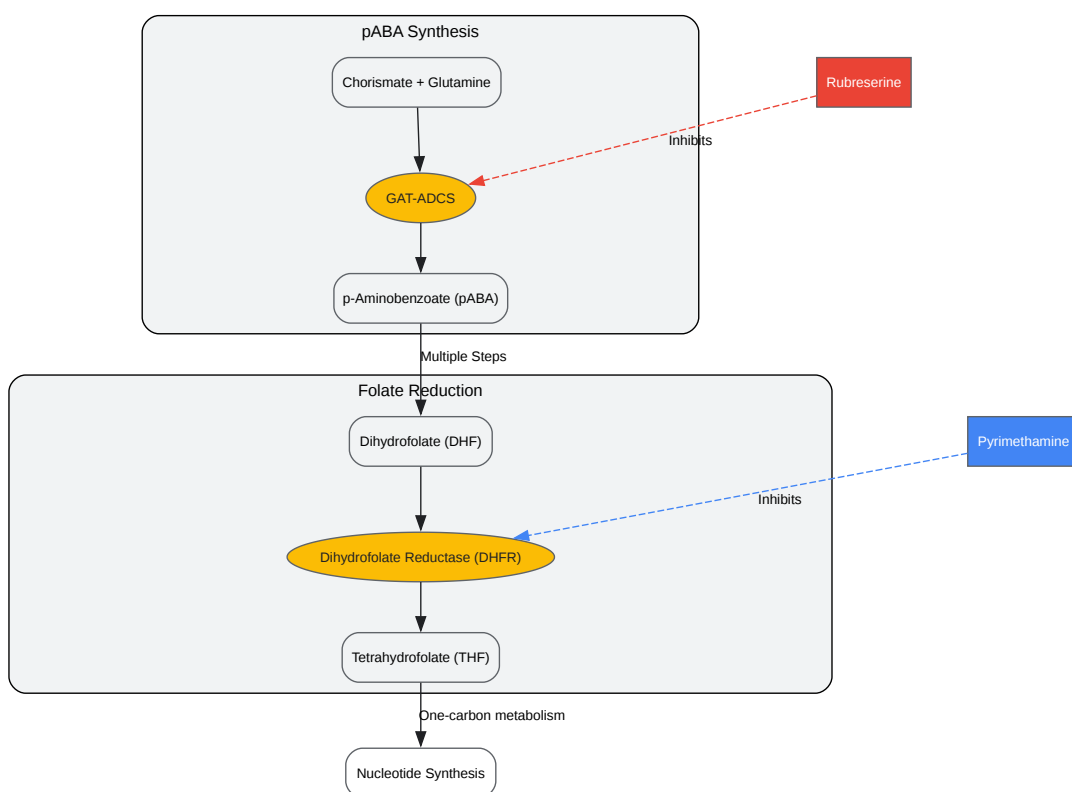 pABA Synthesis
Chorismate + Glutamine
Rubreserine
Inhibits
GAT-ADCS
p-Aminobenzoate (pABA)
Multiple Steps
Folate Reduction
Dihydrofolate (DHF)
Pyrimethamine
Inhibits
Dihydrofolate Reductase (DHFR)
Tetrahydrofolate (THF)
One-carbon metabolism
Nucleotide Synthesis